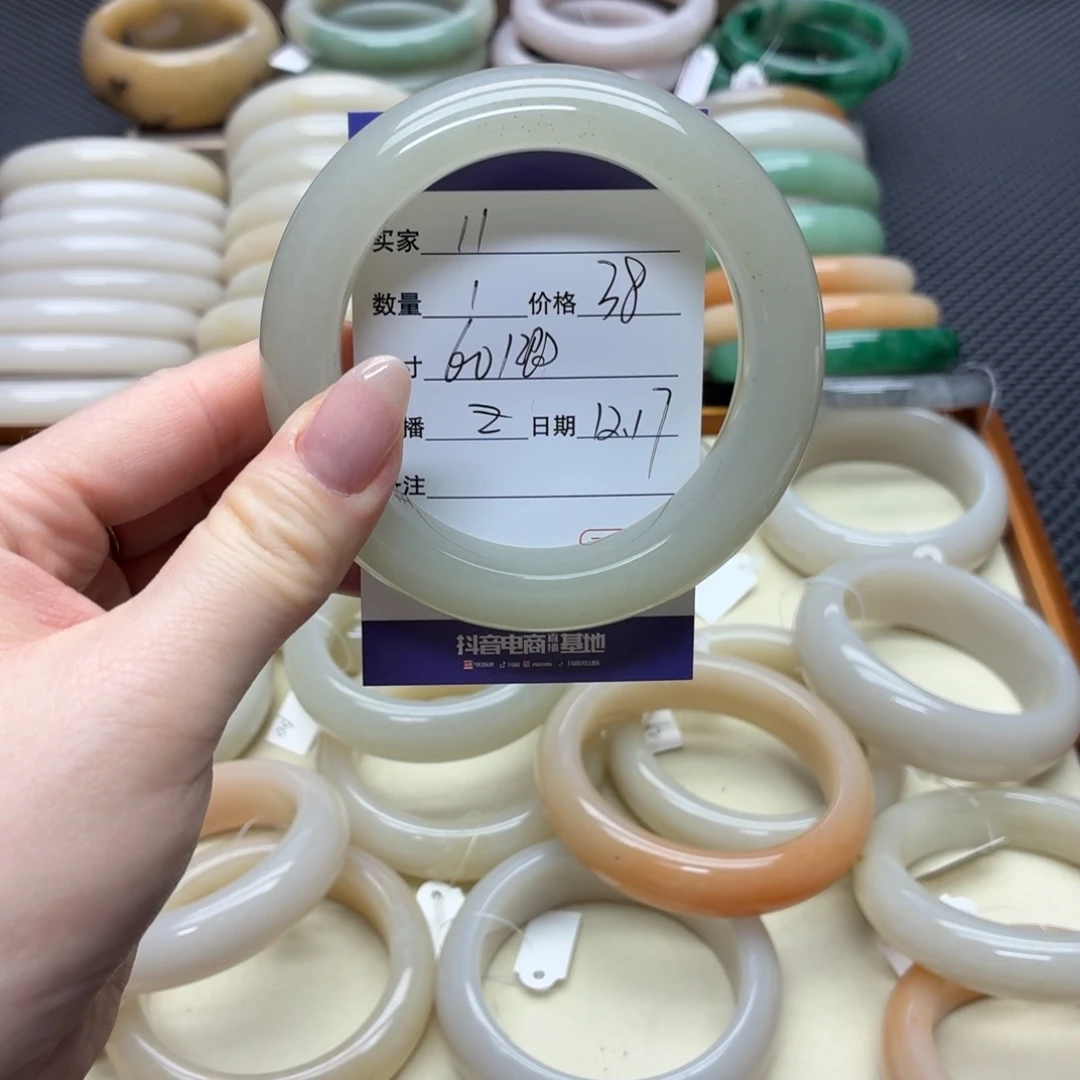 买家 11
数量 1 价格 38
寸 60
播 Z 日期 12.17
注
抖音电商直播基地